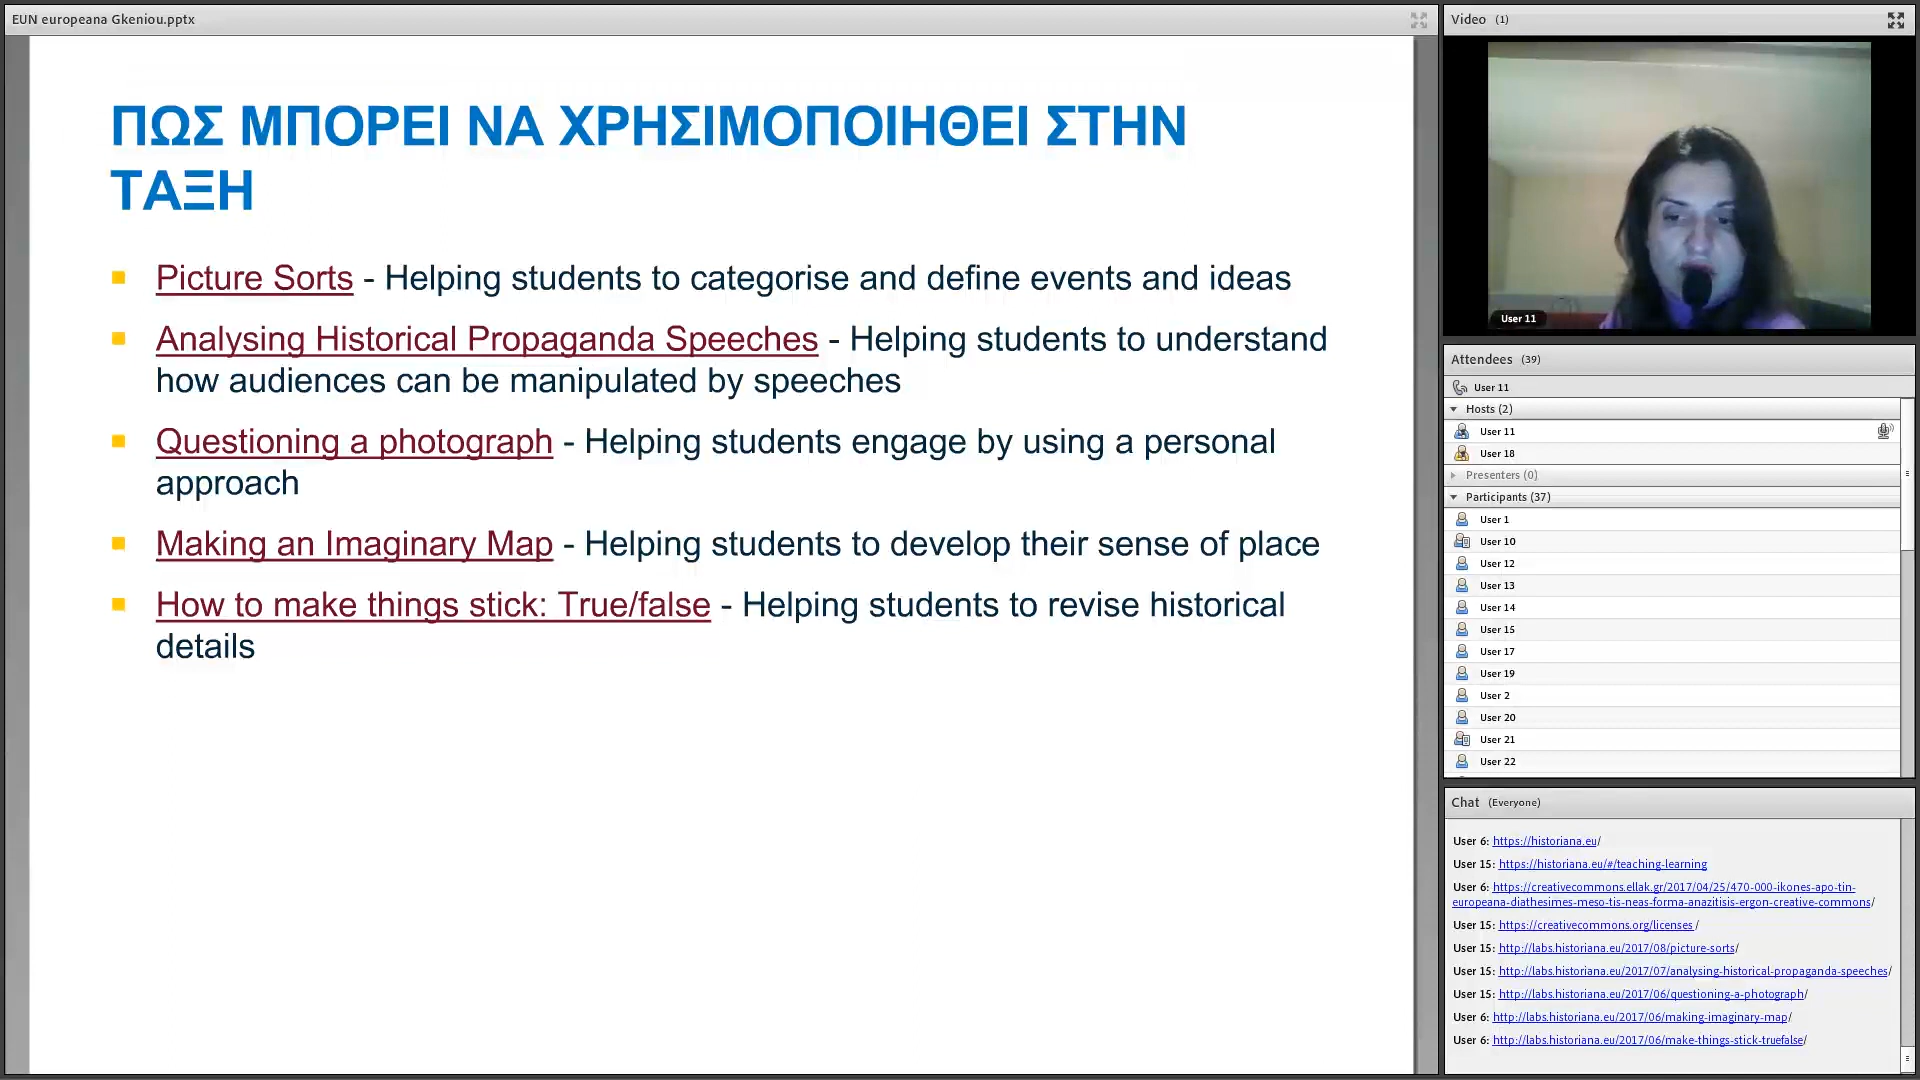 EUN europeana Gkeniou.pptx
ΠΩΣ ΜΠΟΡΕΙ ΝΑ ΧΡΗΣΙΜΟΠΟΙΗΘΕΙ ΣΤΗΝ
ΤΑΞΗ
Picture Sorts - Helping students to categorise and define events and ideas
Analysing Historical Propaganda Speeches - Helping students to understand
how audiences can be manipulated by speeches
Questioning a photograph - Helping students engage by using a personal
approach
Making an Imaginary Map - Helping students to develop their sense of place
How to make things stick: True/false - Helping students to revise historical
details
Video (1)
User 11
Attendees (39)
User 11
Hosts (2)
User 11
User 18
Presenters (0)
Participants (37)
User 1
User 10
User 12
User 13
User 14
User 15
User 17
User 19
User 2
User 20
User 21
User 22
Chat (Everyone)
User 6: https://historiana.eu/
User 15: https://historiana.eu/#/teaching-learning
User 6: https://creativecommons.ellak.gr/2017/04/25/470-000-ikones-apo-tin-
europeana-diathesimes-meso-tis-neas-forma-anazitisis-ergon-creative-commons/
User 15: https://creativecommons.org/licenses /
User 15: http://labs.historiana.eu/2017/08/picture-sorts/
User 15: http://labs.historiana.eu/2017/07/analysing-historical-propaganda-speeches/
User 15: http://labs.historiana.eu/2017/06/questioning-a-photograph/
User 6: http://labs.historiana.eu/2017/06/making-imaginary-map/
User 6: http://labs.historiana.eu/2017/06/make-things-stick-truefalse/